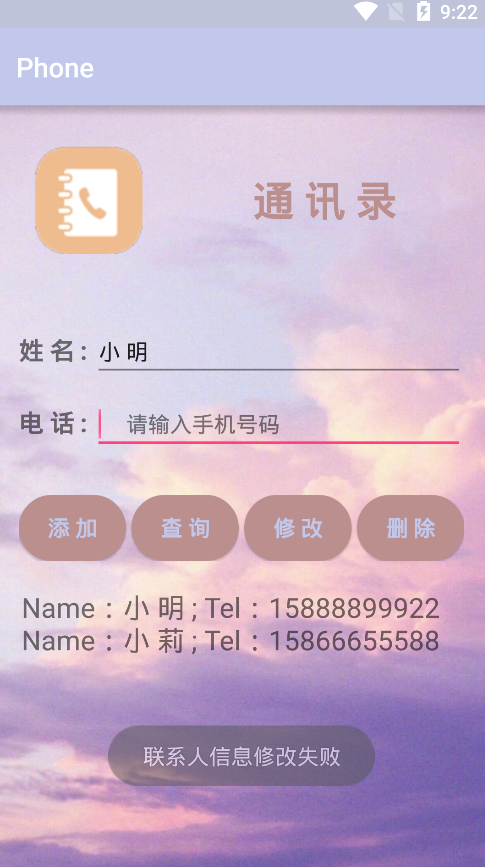 9:22
Phone
通讯录
姓名：小明
电话：请输入手机号码
添加 查询 修改 删除
Name：小明; Tel：15888899922
Name：小莉; Tel：15866655588
联系人信息修改失败